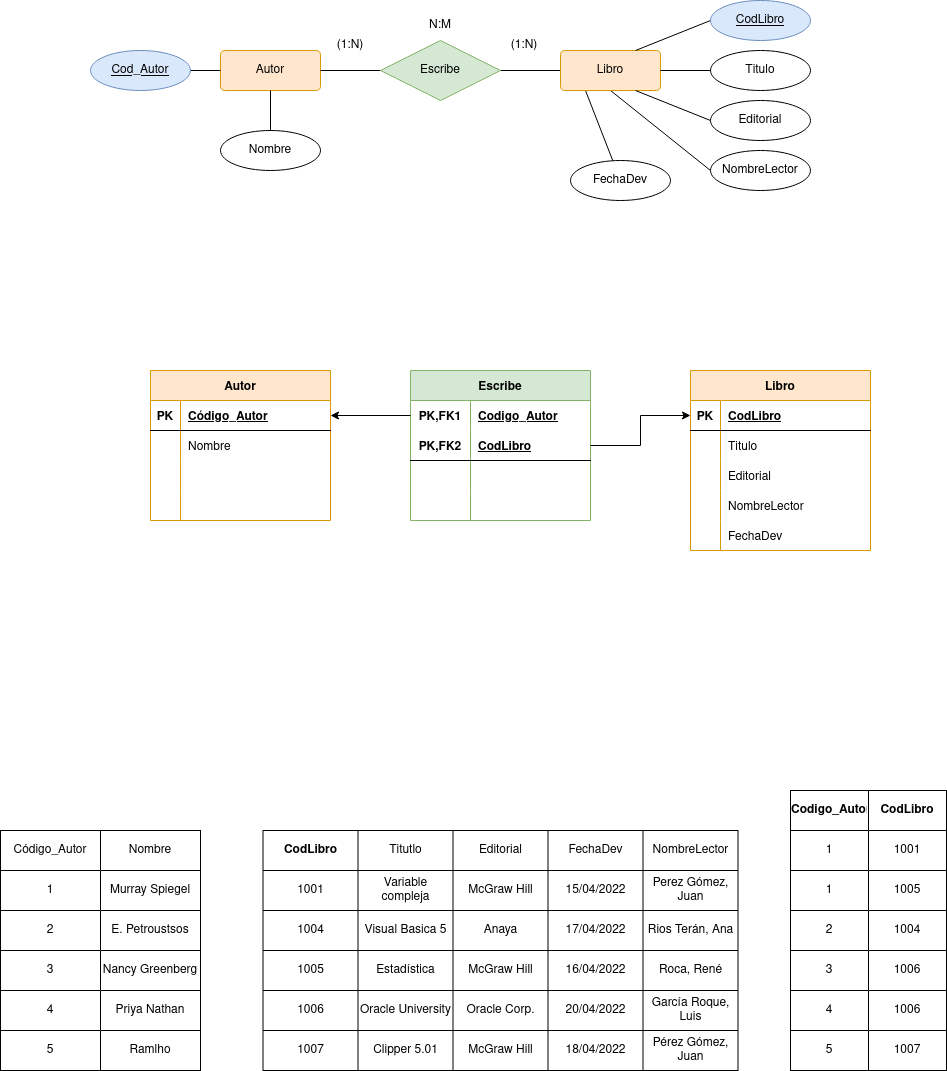 N:M
CodLibro
(1:N)
(1:N)
Cod_Autor
Autor
Escribe
Libro
Titulo
Editorial
Nombre
NombreLector
FechaDev
Autor
PK Código_Autor
Nombre
Escribe
PK,FK1 Codigo_Autor
PK,FK2 CodLibro
Libro
PK CodLibro
Titulo
Editorial
NombreLector
FechaDev
Código_Autor Nombre
1 Murray Spiegel
2 E. Petroustsos
3 Nancy Greenberg
4 Priya Nathan
5 Ramlho
CodLibro Titutlo Editorial FechaDev NombreLector
1001 Variable compleja McGraw Hill 15/04/2022 Perez Gómez, Juan
1004 Visual Basica 5 Anaya 17/04/2022 Rios Terán, Ana
1005 Estadística McGraw Hill 16/04/2022 Roca, René
1006 Oracle University Oracle Corp. 20/04/2022 García Roque, Luis
1007 Clipper 5.01 McGraw Hill 18/04/2022 Pérez Gómez, Juan
Codigo_Autor CodLibro
1 1001
1 1005
2 1004
3 1006
4 1006
5 1007